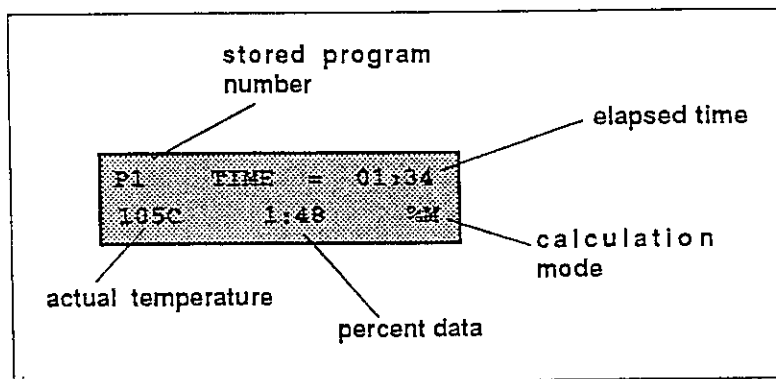 stored program
number
elapsed time
P1 TIME = 01:34
105C 1:48 %M
calculation
mode
actual temperature
percent data